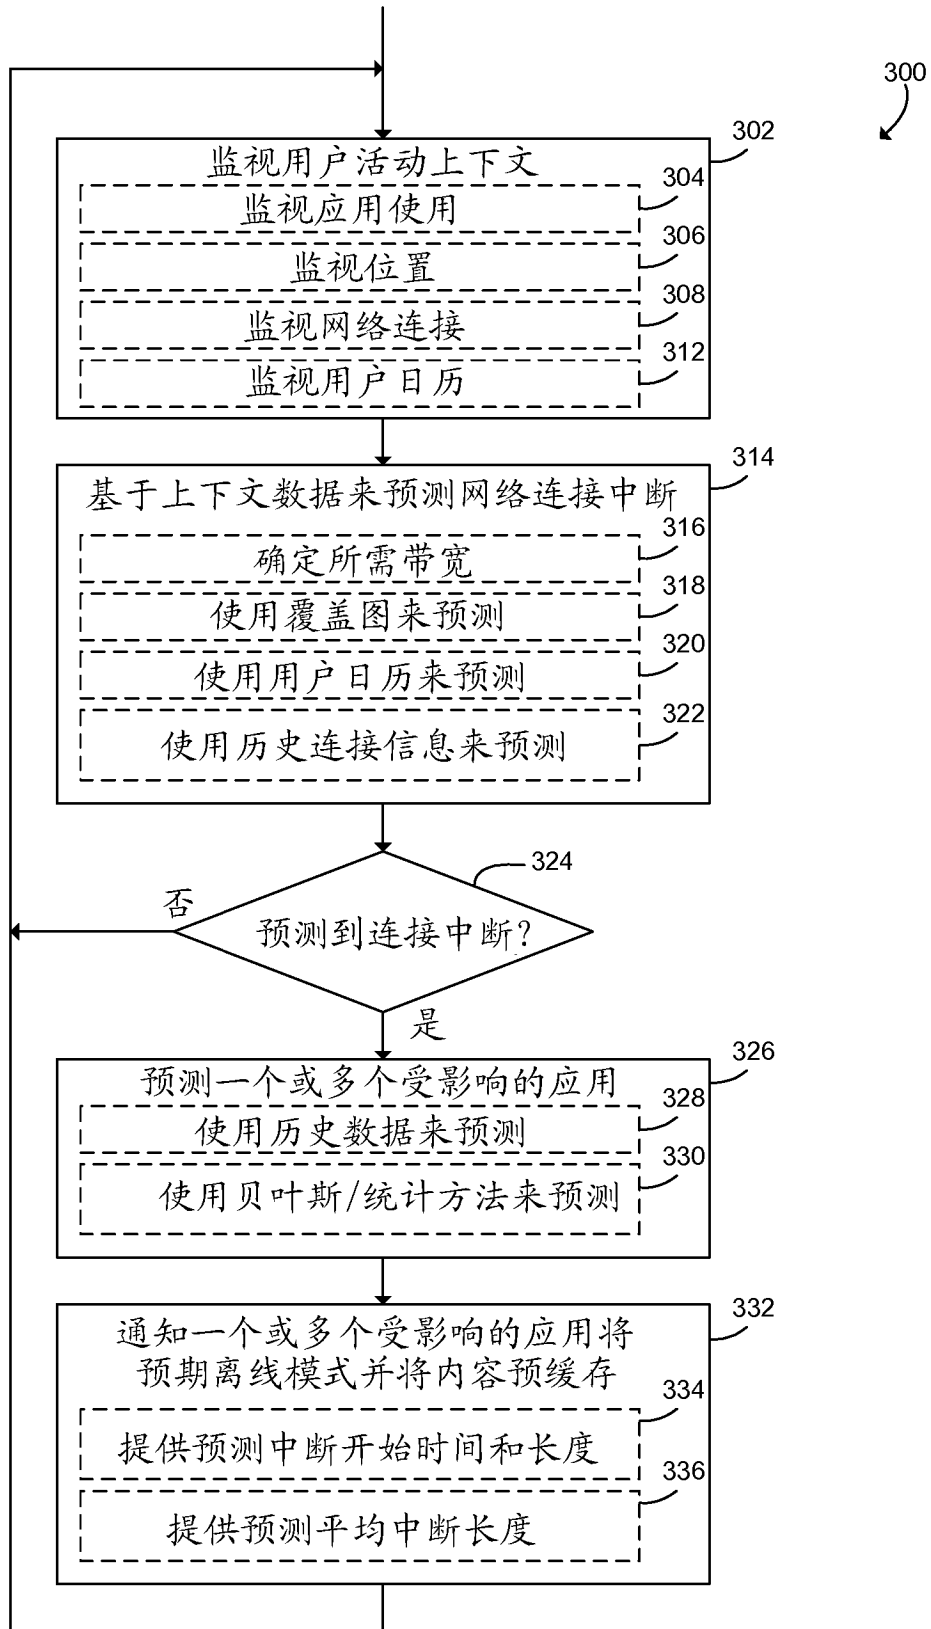 300
302
监视用户活动上下文
304
监视应用使用
306
监视位置
308
监视网络连接
312
监视用户日历
314
基于上下文数据来预测网络连接中断
316
确定所需带宽
318
使用覆盖图来预测
320
使用用户日历来预测
322
使用历史连接信息来预测
324
否
预测到连接中断?
是
326
预测一个或多个受影响的应用
328
使用历史数据来预测
330
使用贝叶斯/统计方法来预测
332
通知一个或多个受影响的应用将
预期离线模式并将内容预缓存
334
提供预测中断开始时间和长度
336
提供预测平均中断长度